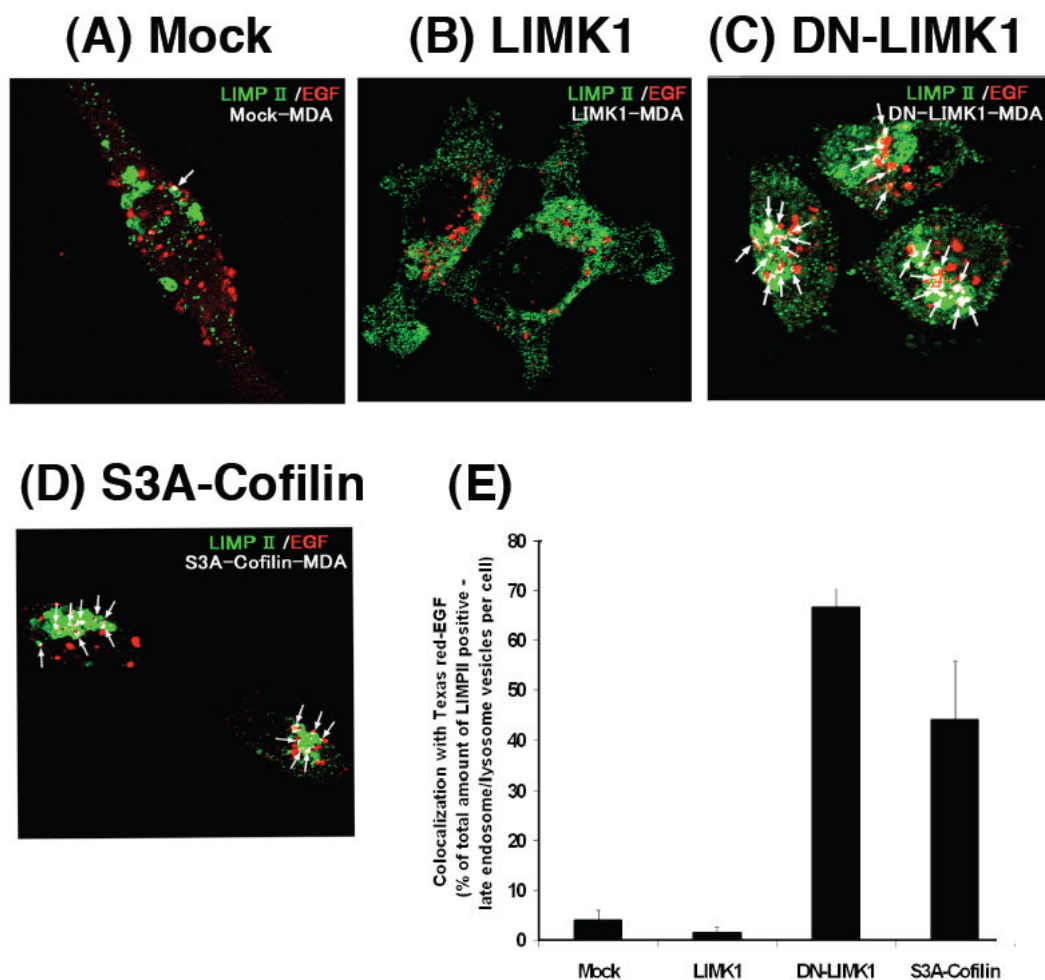 (A) Mock
(B) LIMK1
(C) DN-LIMK1
LIMP Ⅱ /EGF
Mock-MDA
LIMP Ⅱ /EGF
LIMK1-MDA
LIMP Ⅱ /EGF
DN-LIMK1-MDA
(D) S3A-Cofilin
(E)
LIMP Ⅱ /EGF
S3A-Cofilin-MDA
Colocalization with Texas red-EGF
(% of total amount of LIMPII positive -
late endosome/lysosome vesicles per cell)
80
70
60
50
40
30
20
10
0
Mock
LIMK1
DN-LIMK1
S3A-Cofilin